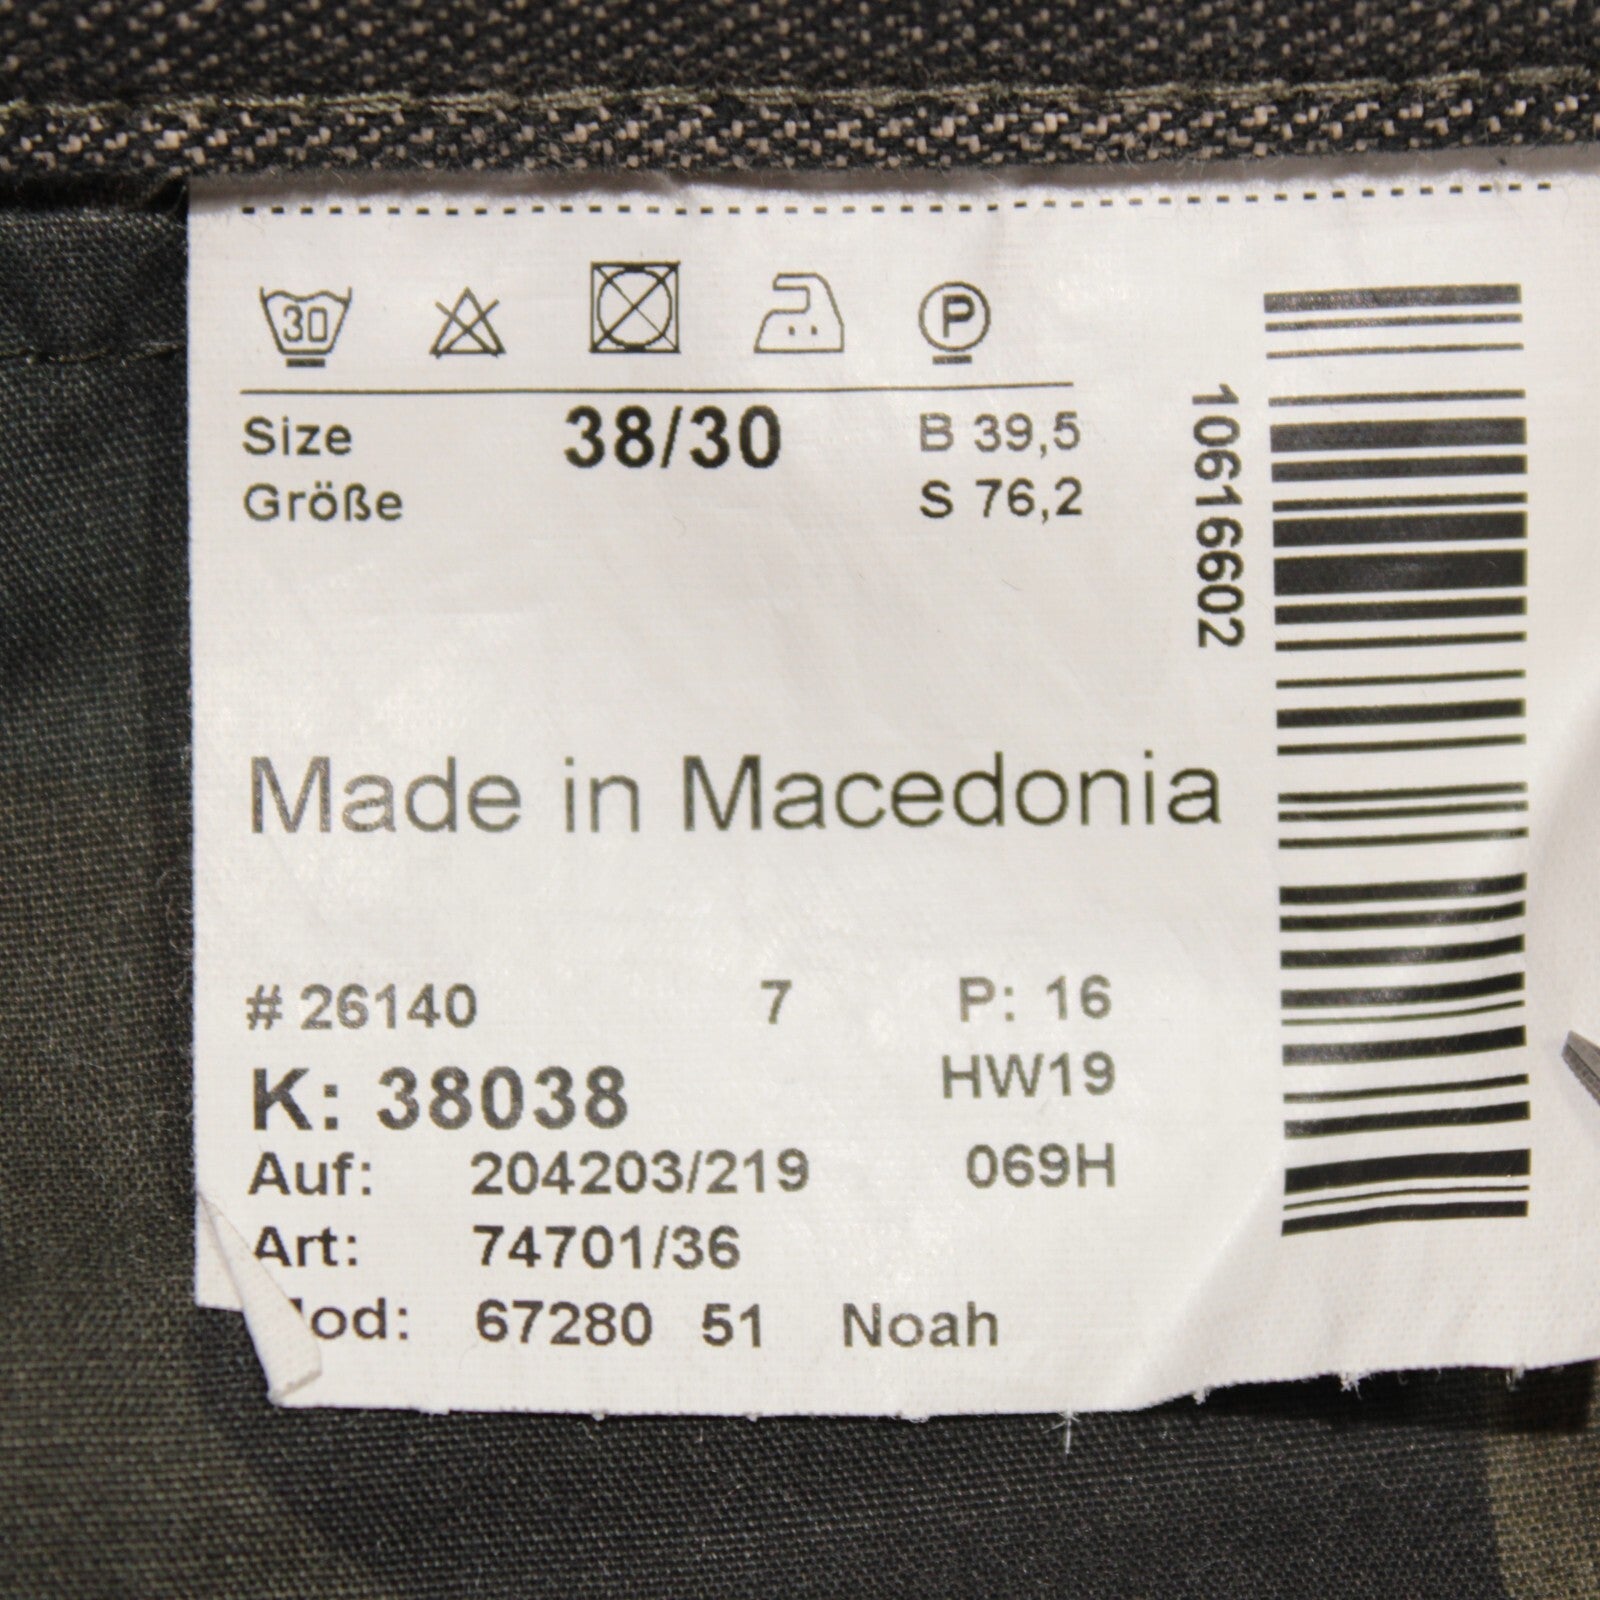 30 P
Size 38/30 B 39,5
Größe S 76,2
10616602
Made in Macedonia
# 26140 7 P: 16
K: 38038 HW19
Auf: 204203/219 069H
Art: 74701/36
od: 67280 51 Noah